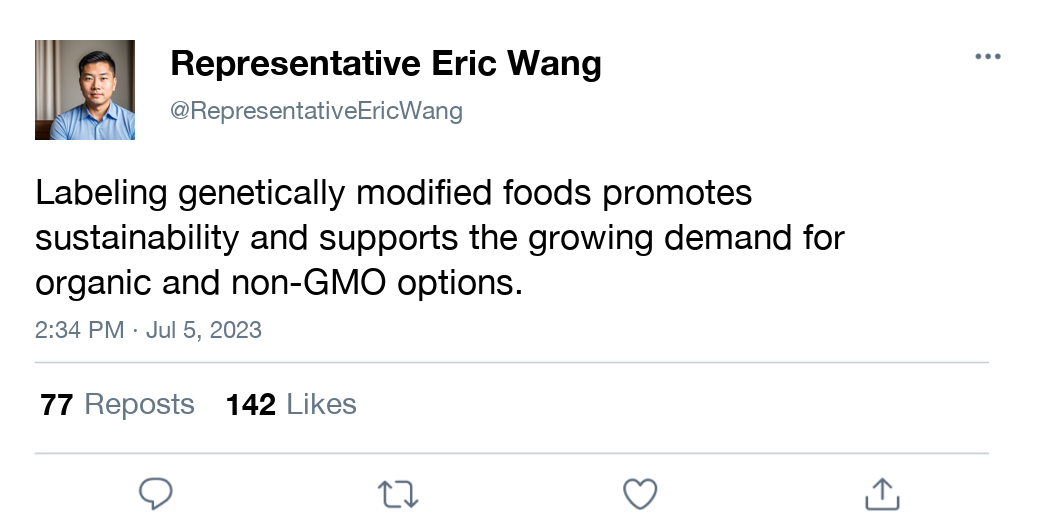 Representative Eric Wang
@RepresentativeEricWang
Labeling genetically modified foods promotes
sustainability and supports the growing demand for
organic and non-GMO options.
2:34 PM · Jul 5, 2023
77 Reposts 142 Likes